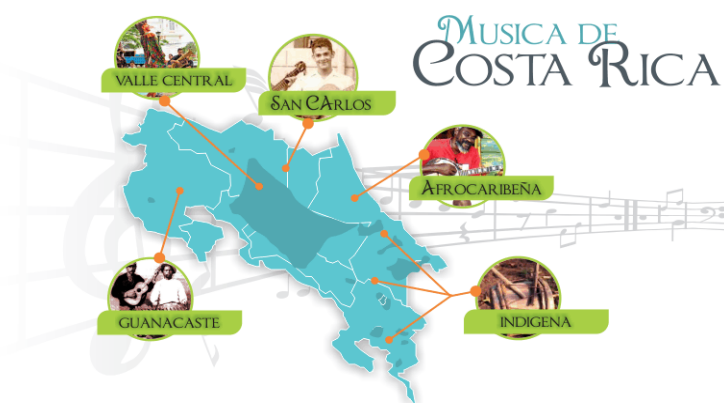 MUSICA DE
COSTA RICA
VALLE CENTRAL
SAN CARLOS
AFROCARIBEÑA
GUANACASTE
INDIGENA